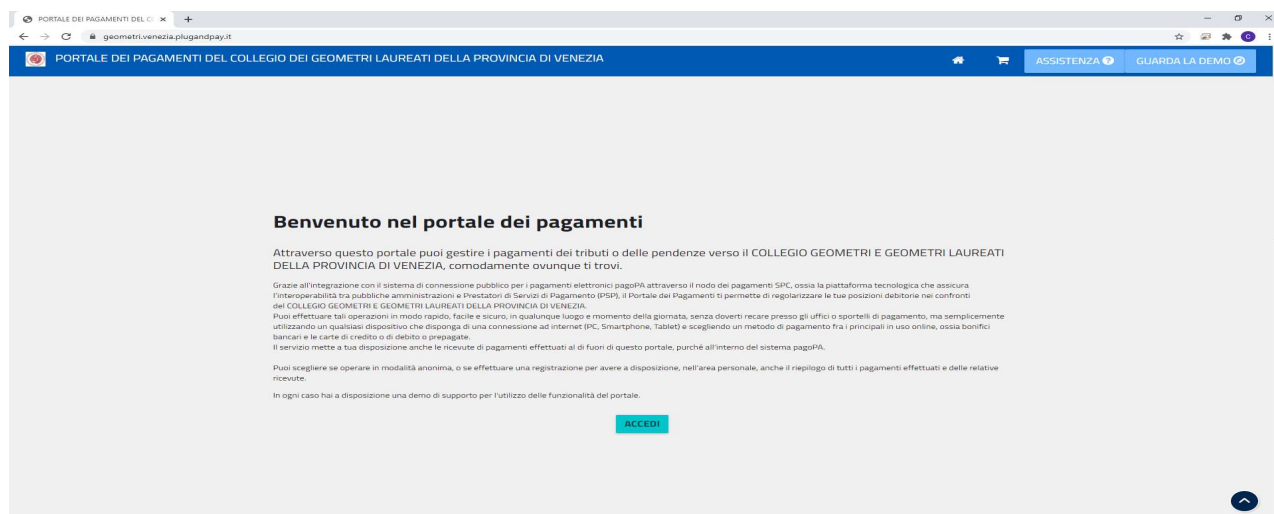 PORTALE DEI PAGAMENTI DEL C
geometri.venezia.plugandpay.it
C
PORTALE DEI PAGAMENTI DEL COLLEGIO DEI GEOMETRI LAUREATI DELLA PROVINCIA DI VENEZIA
ASSISTENZA ?
GUARDA LA DEMO
Benvenuto nel portale dei pagamenti
Attraverso questo portale puoi gestire i pagamenti dei tributi o delle pendenze verso il COLLEGIO GEOMETRI E GEOMETRI LAUREATI
DELLA PROVINCIA DI VENEZIA, comodamente ovunque ti trovi.
Grazie all'integrazione con il sistema di connessione pubblico per i pagamenti elettronici pagoPA attraverso il nodo dei pagamenti SPC, ossia la piattaforma tecnologica che assicura
l'interoperabilità tra pubbliche amministrazioni e Prestatori di Servizi di Pagamento (PSP), il Portale dei Pagamenti ti permette di regolarizzare le tue posizioni debitorie nei confronti
del COLLEGIO GEOMETRI E GEOMETRI LAUREATI DELLA PROVINCIA DI VENEZIA.
Puoi effettuare tali operazioni in modo rapido, facile e sicuro, in qualunque luogo e momento della giornata, senza doverti recare presso gli uffici o sportelli di pagamento, ma semplicemente
utilizzando un qualsiasi dispositivo che disponga di una connessione ad internet (PC, Smartphone, Tablet) e scegliendo un metodo di pagamento fra i principali in uso online, ossia bonifici
bancari e le carte di credito o di debito o prepagate.
Il servizio mette a tua disposizione anche le ricevute di pagamenti effettuati al di fuori di questo portale, purché all'interno del sistema pagoPA.
Puoi scegliere se operare in modalità anonima, o se effettuare una registrazione per avere a disposizione, nell'area personale, anche il riepilogo di tutti i pagamenti effettuati e delle relative
ricevute.
In ogni caso hai a disposizione una demo di supporto per l'utilizzo delle funzionalità del portale.
ACCEDI